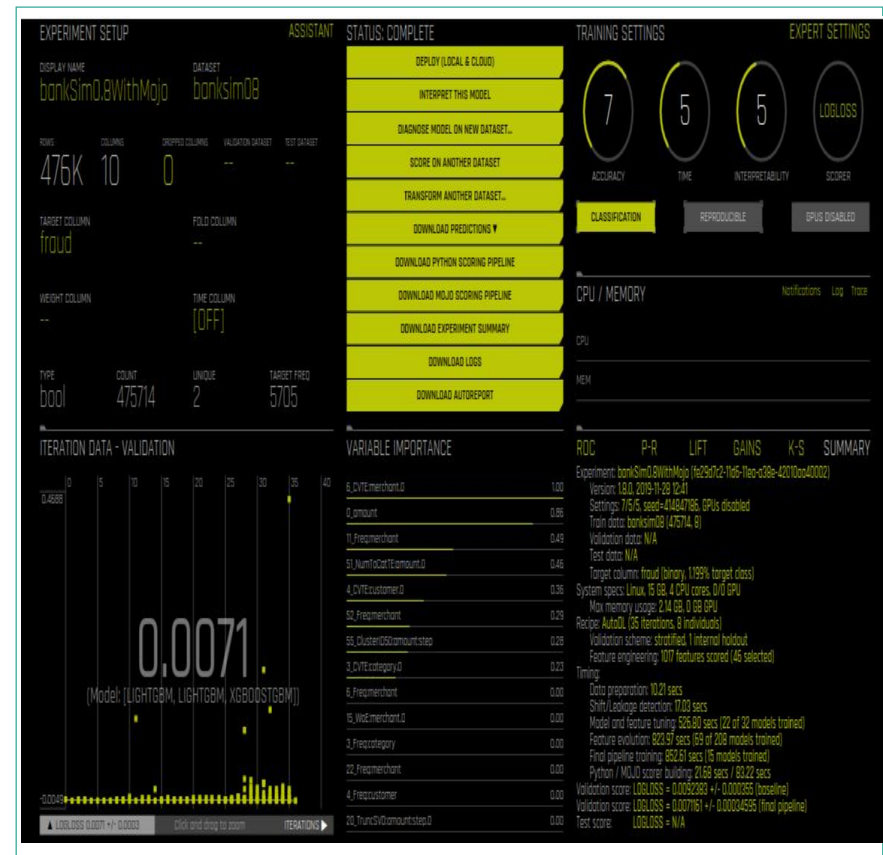 EXPERIMENT SETUP
ASSISTANT
DISPLAY NAME
DATASET
bankSim0.8WithMojo
banksim08
ROWS
COLUMNS
DROPPED COLUMNS
VALIDATION DATASET
TEST DATASET
476K
10
0
--
--
TARGET COLUMN
FOLD COLUMN
fraud
--
WEIGHT COLUMN
TIME COLUMN
--
[OFF]
TYPE
COUNT
UNIQUE
TARGET FREQ
bool
475714
2
5705
STATUS: COMPLETE
DEPLOY (LOCAL & CLOUD)
INTERPRET THIS MODEL
DIAGNOSE MODEL ON NEW DATASET...
SCORE ON ANOTHER DATASET
TRANSFORM ANOTHER DATASET...
DOWNLOAD PREDICTIONS ▼
DOWNLOAD PYTHON SCORING PIPELINE
DOWNLOAD MOJO SCORING PIPELINE
DOWNLOAD EXPERIMENT SUMMARY
DOWNLOAD LOGS
DOWNLOAD AUTOREPORT
TRAINING SETTINGS
EXPERT SETTINGS
7
5
5
LOGLOSS
ACCURACY
TIME
INTERPRETABILITY
SCORER
CLASSIFICATION
REPRODUCIBLE
GPUS DISABLED
CPU / MEMORY
Notifications
Log
Trace
CPU
MEM
ITERATION DATA - VALIDATION
0
5
10
15
20
25
30
35
40
0.4688
0.0071
(Model: [LIGHTGBM, LIGHTGBM, XGBOOSTGBM])
-0.0049
▲ LOGLOSS 0.0071 +/- 0.0003
Click and drag to zoom
ITERATIONS ▶
VARIABLE IMPORTANCE
6_CVTE:merchant.0 1.00
0_amount 0.86
11_Freq:merchant 0.49
51_NumToCatTE:amount.0 0.46
4_CVTE:customer.0 0.36
52_Freq:merchant 0.29
55_ClusterID50:amount:step 0.28
3_CVTE:category.0 0.23
6_Freq:merchant 0.00
15_WoE:merchant.0 0.00
3_Freq:category 0.00
22_Freq:merchant 0.00
4_Freq:customer 0.00
20_TruncSVD:amount:step.0 0.00
ROC
P-R
LIFT
GAINS
K-S
SUMMARY
Experiment: bankSim0.8WithMojo (fe29d7c2-11d6-11ea-a38e-42010aa40002)
Version: 1.8.0, 2019-11-28 12:41
Settings: 7/5/5, seed=414847186, GPUs disabled
Train data: banksim08 (475714, 8)
Validation data: N/A
Test data: N/A
Target column: fraud (binary, 1.199% target class)
System specs: Linux, 15 GB, 4 CPU cores, 0/0 GPU
Max memory usage: 2.14 GB, 0 GB GPU
Recipe: AutoDL (35 iterations, 8 individuals)
Validation scheme: stratified, 1 internal holdout
Feature engineering: 1017 features scored (46 selected)
Timing:
Data preparation: 10.21 secs
Shift/Leakage detection: 17.03 secs
Model and feature tuning: 526.80 secs (22 of 32 models trained)
Feature evolution: 823.97 secs (69 of 208 models trained)
Final pipeline training: 852.61 secs (15 models trained)
Python / MOJO scorer building: 21.68 secs / 83.22 secs
Validation score: LOGLOSS = 0.0092383 +/- 0.000355 (baseline)
Validation score: LOGLOSS = 0.0071161 +/- 0.00034595 (final pipeline)
Test score: LOGLOSS = N/A